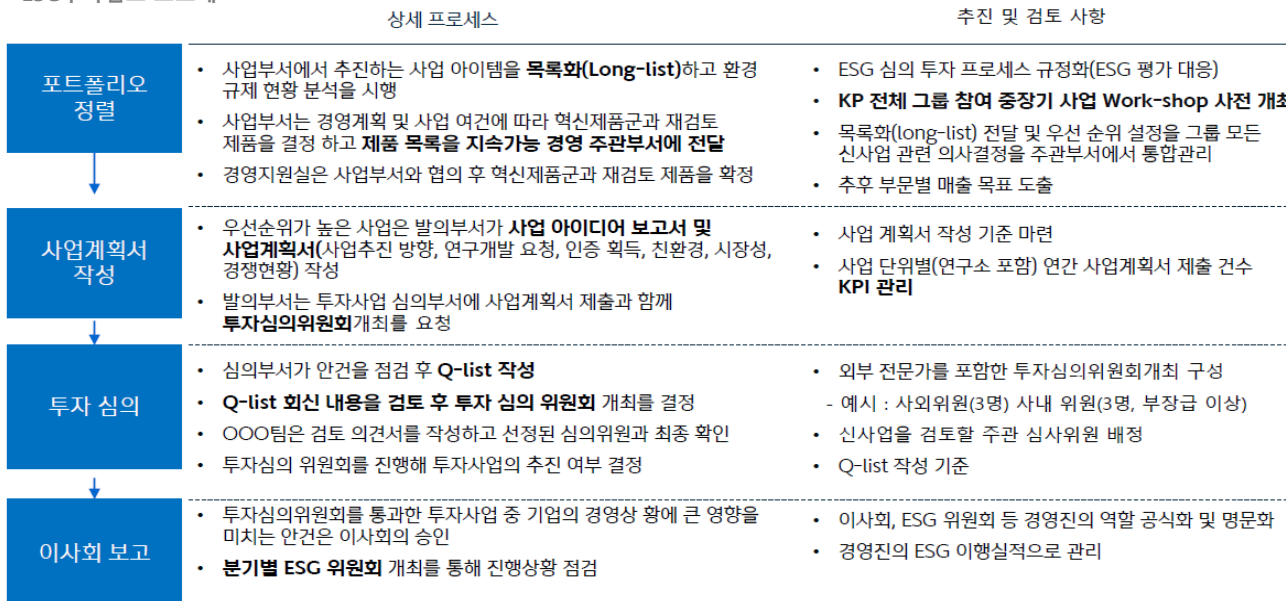 상세 프로세스
추진 및 검토 사항
포트폴리오
정렬
• 사업부서에서 추진하는 사업 아이템을 목록화(Long-list)하고 환경
규제 현황 분석을 시행
• 사업부서는 경영계획 및 사업 여건에 따라 혁신제품군과 재검토
제품을 결정 하고 제품 목록을 지속가능 경영 주관부서에 전달
• 경영지원실은 사업부서와 협의 후 혁신제품군과 재검토 제품을 확정
• ESG 심의 투자 프로세스 규정화(ESG 평가 대응)
• KP 전체 그룹 참여 중장기 사업 Work-shop 사전 개최
• 목록화(long-list) 전달 및 우선 순위 설정을 그룹 모든
신사업 관련 의사결정을 주관부서에서 통합관리
• 추후 부문별 매출 목표 도출
사업계획서
작성
• 우선순위가 높은 사업은 발의부서가 사업 아이디어 보고서 및
사업계획서(사업추진 방향, 연구개발 요청, 인증 획득, 친환경, 시장성,
경쟁현황) 작성
• 발의부서는 투자사업 심의부서에 사업계획서 제출과 함께
투자심의위원회개최를 요청
• 사업 계획서 작성 기준 마련
• 사업 단위별(연구소 포함) 연간 사업계획서 제출 건수
KPI 관리
투자 심의
• 심의부서가 안건을 점검 후 Q-list 작성
• Q-list 회신 내용을 검토 후 투자 심의 위원회 개최를 결정
• OOO팀은 검토 의견서를 작성하고 선정된 심의위원과 최종 확인
• 투자심의 위원회를 진행해 투자사업의 추진 여부 결정
• 외부 전문가를 포함한 투자심의위원회개최 구성
- 예시 : 사외위원(3명) 사내 위원(3명, 부장급 이상)
• 신사업을 검토할 주관 심사위원 배정
• Q-list 작성 기준
이사회 보고
• 투자심의위원회를 통과한 투자사업 중 기업의 경영상 황에 큰 영향을
미치는 안건은 이사회의 승인
• 분기별 ESG 위원회 개최를 통해 진행상황 점검
• 이사회, ESG 위원회 등 경영진의 역할 공식화 및 명문화
• 경영진의 ESG 이행실적으로 관리